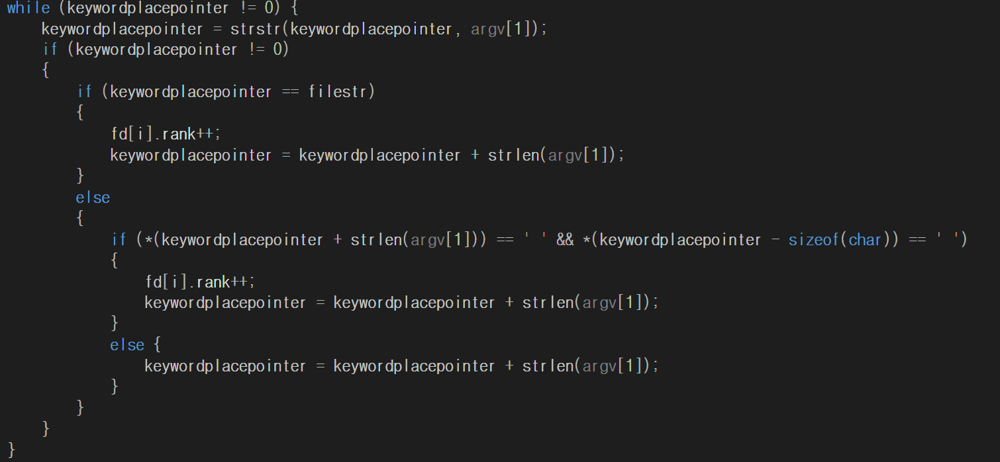 while (keywordplacepointer != 0) {
    keywordplacepointer = strstr(keywordplacepointer, argv[1]);
    if (keywordplacepointer != 0)
    {
        if (keywordplacepointer == filestr)
        {
            fd[i].rank++;
            keywordplacepointer = keywordplacepointer + strlen(argv[1]);
        }
        else
        {
            if (*(keywordplacepointer + strlen(argv[1])) == ' ' && *(keywordplacepointer - sizeof(char)) == ' ')
            {
                fd[i].rank++;
                keywordplacepointer = keywordplacepointer + strlen(argv[1]);
            }
            else {
                keywordplacepointer = keywordplacepointer + strlen(argv[1]);
            }
        }
    }
}